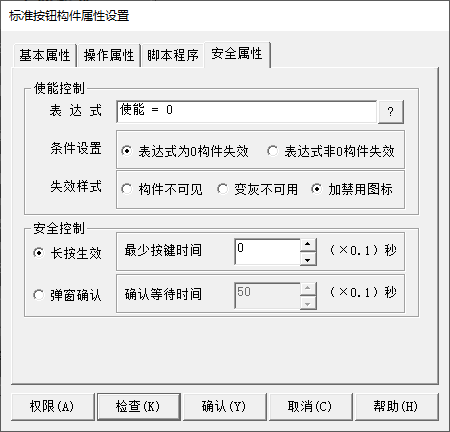 标准按钮构件属性设置
基本属性 操作属性 脚本程序 安全属性
使能控制
表 达 式 使能 = 0 ?
条件设置 表达式为0构件失效 表达式非0构件失效
失效样式 构件不可见 变灰不可用 加禁用图标
安全控制
长按生效 最少按键时间 0 (×0.1)秒
弹窗确认 确认等待时间 50 (×0.1)秒
权限(A) 检查(K) 确认(Y) 取消(C) 帮助(H)